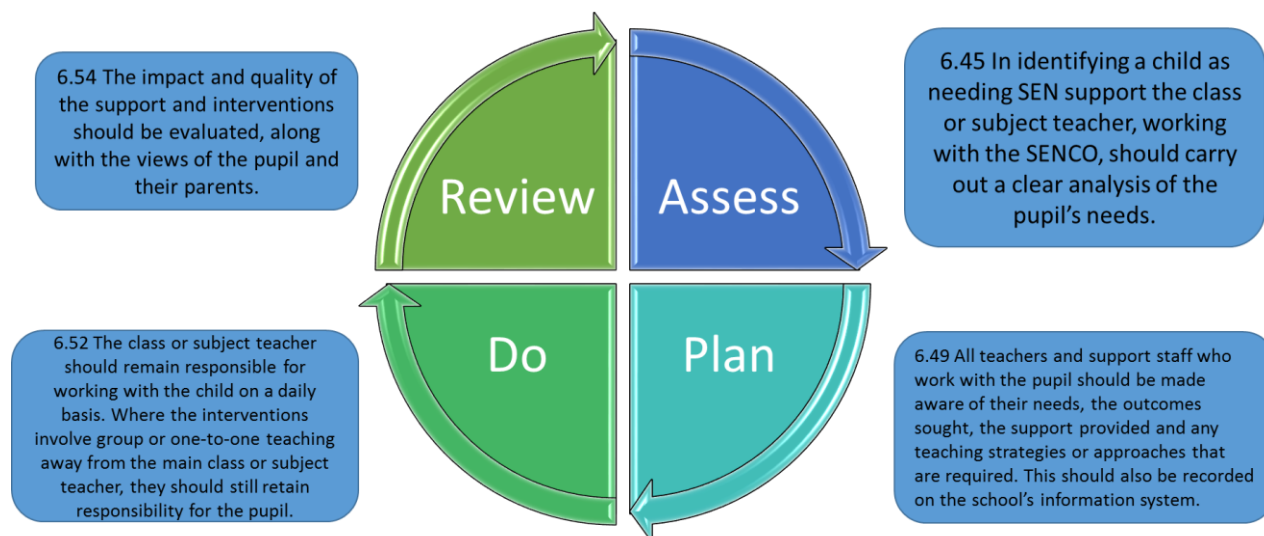 6.54 The impact and quality of
the support and interventions
should be evaluated, along
with the views of the pupil and
their parents.
Review
Assess
6.45 In identifying a child as
needing SEN support the class
or subject teacher, working
with the SENCO, should carry
out a clear analysis of the
pupil’s needs.
6.52 The class or subject teacher
should remain responsible for
working with the child on a daily
basis. Where the interventions
involve group or one-to-one teaching
away from the main class or subject
teacher, they should still retain
responsibility for the pupil.
Do
Plan
6.49 All teachers and support staff who
work with the pupil should be made
aware of their needs, the outcomes
sought, the support provided and any
teaching strategies or approaches that
are required. This should also be recorded
on the school’s information system.